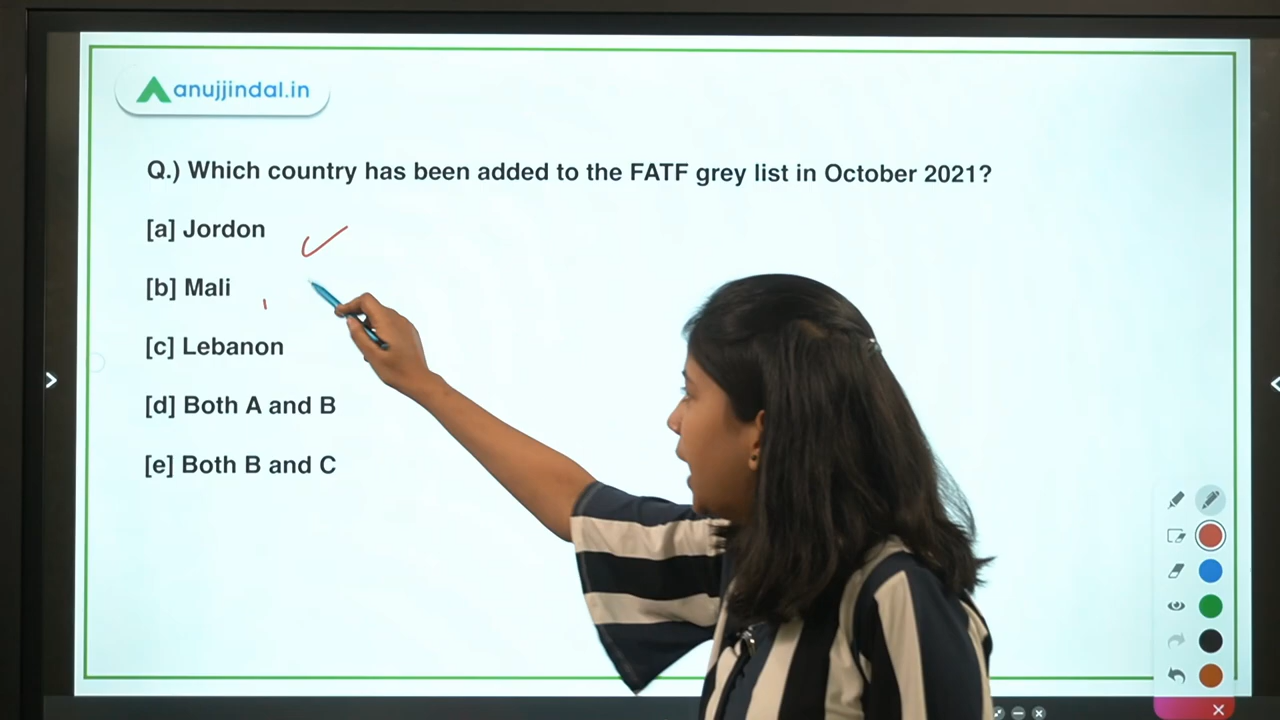 anujjindal.in
Q.) Which country has been added to the FATF grey list in October 2021?
[a] Jordon
[b] Mali
[c] Lebanon
[d] Both A and B
[e] Both B and C